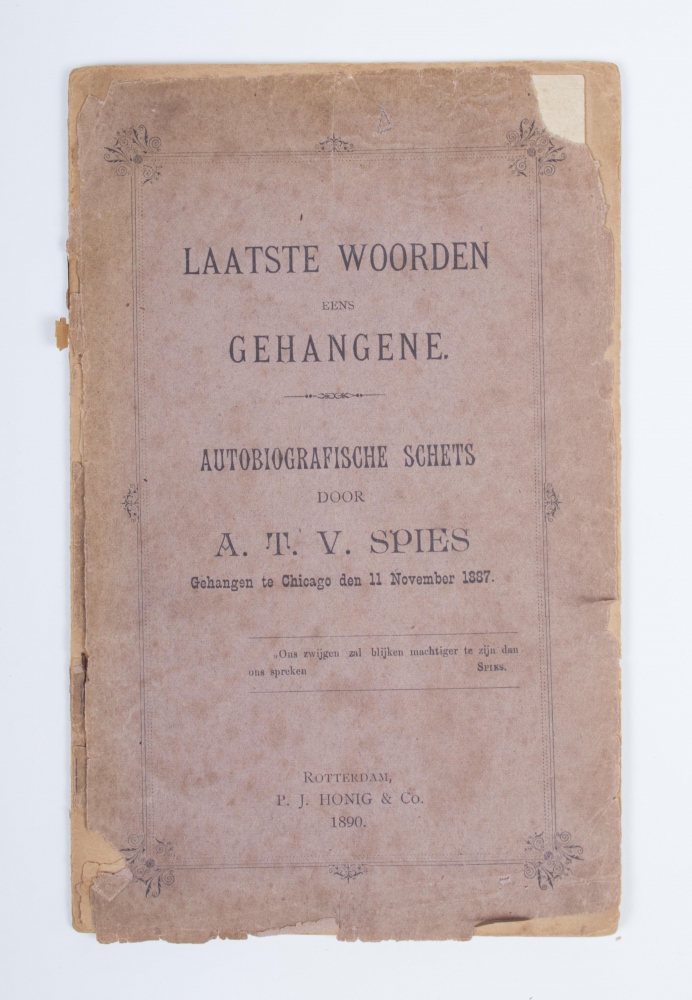 LAATSTE WOORDEN
EENS
GEHANGENE.
AUTOBIOGRAFISCHE SCHETS
DOOR
A. T. V. SPIES
Gehangen te Chicago den 11 November 1887.
„Ons zwijgen zal blijken machtiger te zijn dan
ons spreken SPIES.
ROTTERDAM,
P. J. HONIG & Co.
1890.